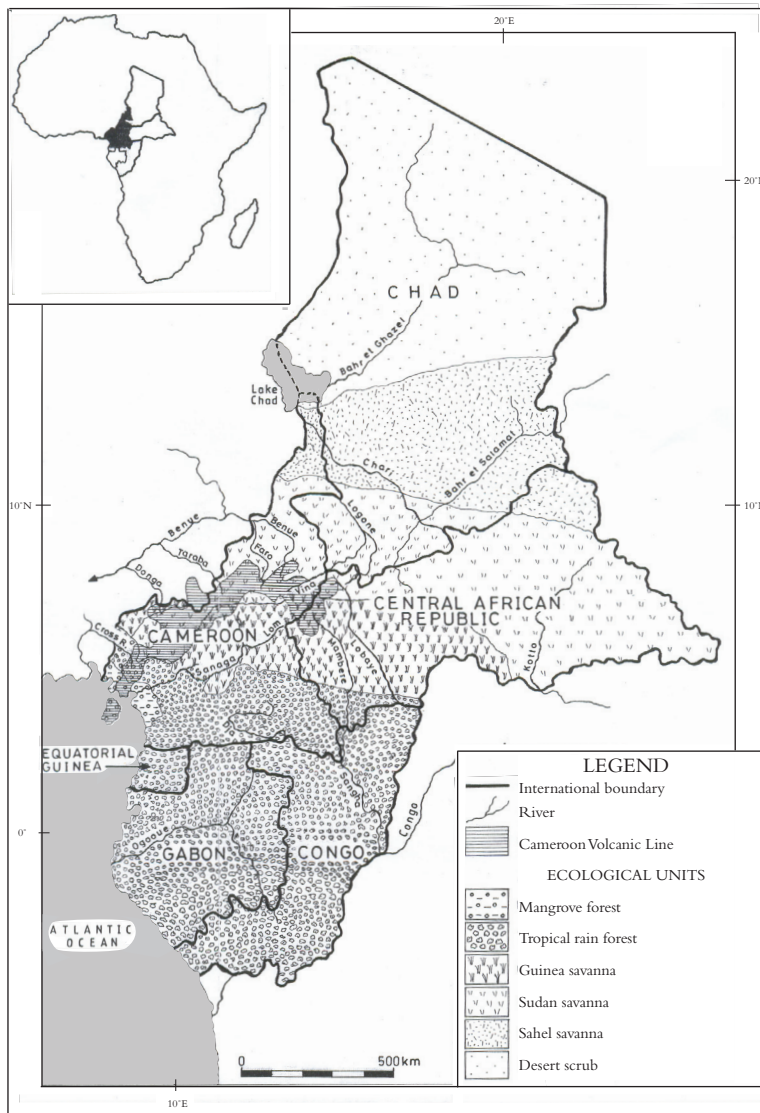 20°E
20°N
CHAD
Bahr et Ghazel
Lake
Chad
Chari
Bahr et Salamat
10°N
10°N
Logone
Benue
Benue
Faro
Taraba
Donga
Vina
CENTRAL AFRICAN
REPUBLIC
Cross R.
CAMEROON
Lom
Sanaga
Mambere
Lobaye
Kotto
EQUATORIAL
GUINEA
Sangha
Congo
0°
Ogooue
GABON
CONGO
ATLANTIC
OCEAN
LEGEND
International boundary
River
Cameroon Volcanic Line
ECOLOGICAL UNITS
Mangrove forest
Tropical rain forest
Guinea savanna
Sudan savanna
Sahel savanna
Desert scrub
0
500km
10°E